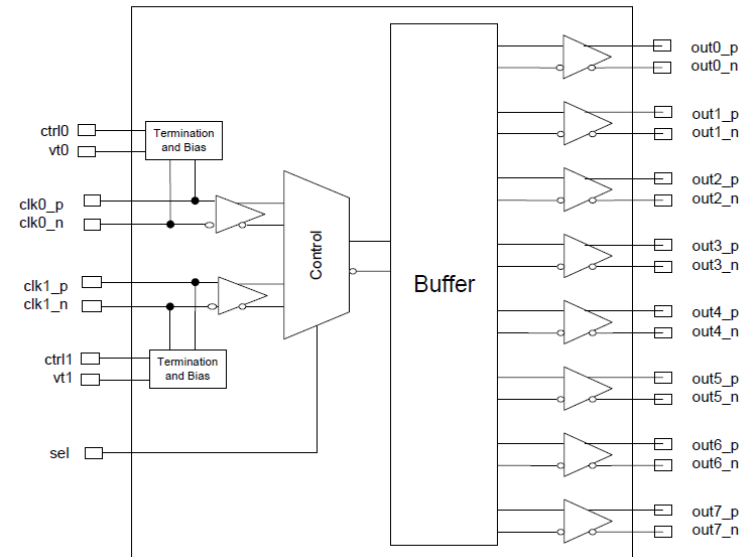 ctrl0
vt0
Termination
and Bias
clk0_p
clk0_n
clk1_p
clk1_n
ctrl1
vt1
Termination
and Bias
sel
Control
Buffer
out0_p
out0_n
out1_p
out1_n
out2_p
out2_n
out3_p
out3_n
out4_p
out4_n
out5_p
out5_n
out6_p
out6_n
out7_p
out7_n